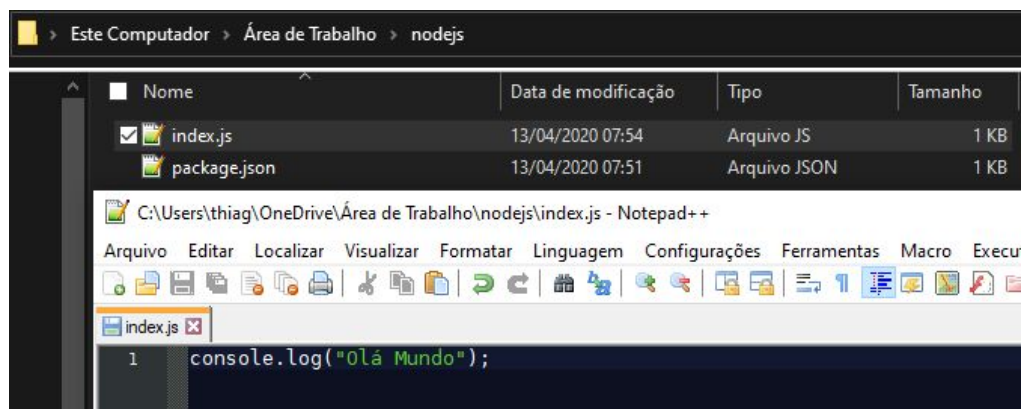 Este Computador > Área de Trabalho > nodejs
Nome Data de modificação Tipo Tamanho
index.js 13/04/2020 07:54 Arquivo JS 1 KB
package.json 13/04/2020 07:51 Arquivo JSON 1 KB
C:\Users\thiag\OneDrive\Área de Trabalho\nodejs\index.js - Notepad++
Arquivo Editar Localizar Visualizar Formatar Linguagem Configurações Ferramentas Macro Execu
index.js
1 console.log("Olá Mundo");